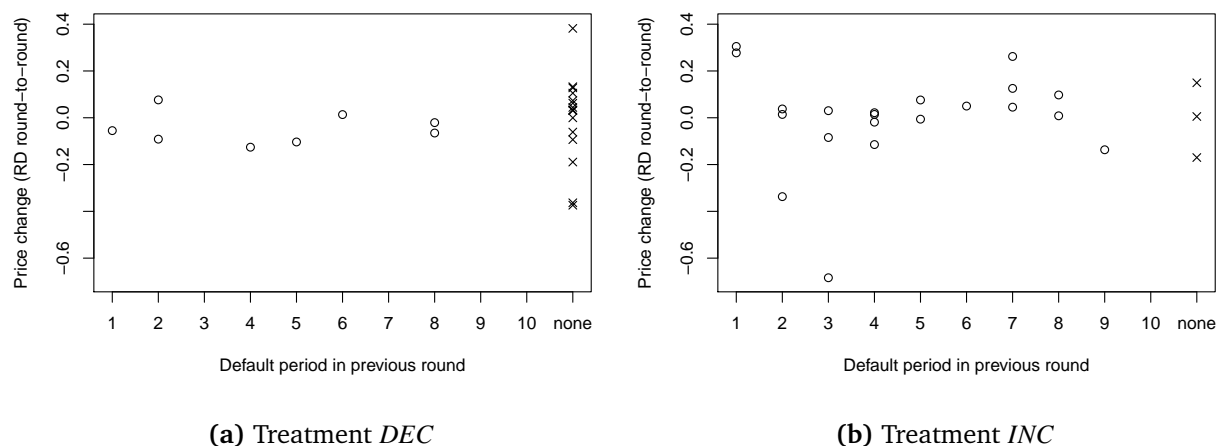 Price change (RD round-to-round)
0.4
0.2
0.0
−0.2
−0.6
1 2 3 4 5 6 7 8 9 10 none
Default period in previous round
(a) Treatment DEC
Price change (RD round-to-round)
0.4
0.2
0.0
−0.2
−0.6
1 2 3 4 5 6 7 8 9 10 none
Default period in previous round
(b) Treatment INC